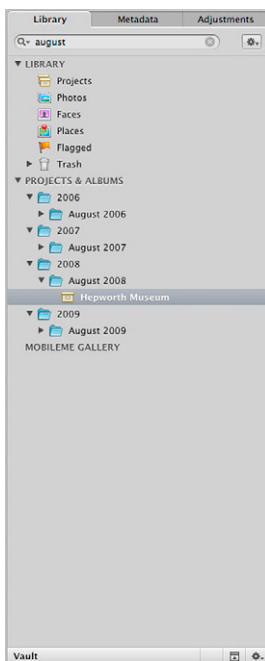 Library Metadata Adjustments
august
LIBRARY
Projects
Photos
Faces
Places
Flagged
Trash
PROJECTS & ALBUMS
2006
August 2006
2007
August 2007
2008
August 2008
Hepworth Museum
2009
August 2009
MOBILEME GALLERY
Vault